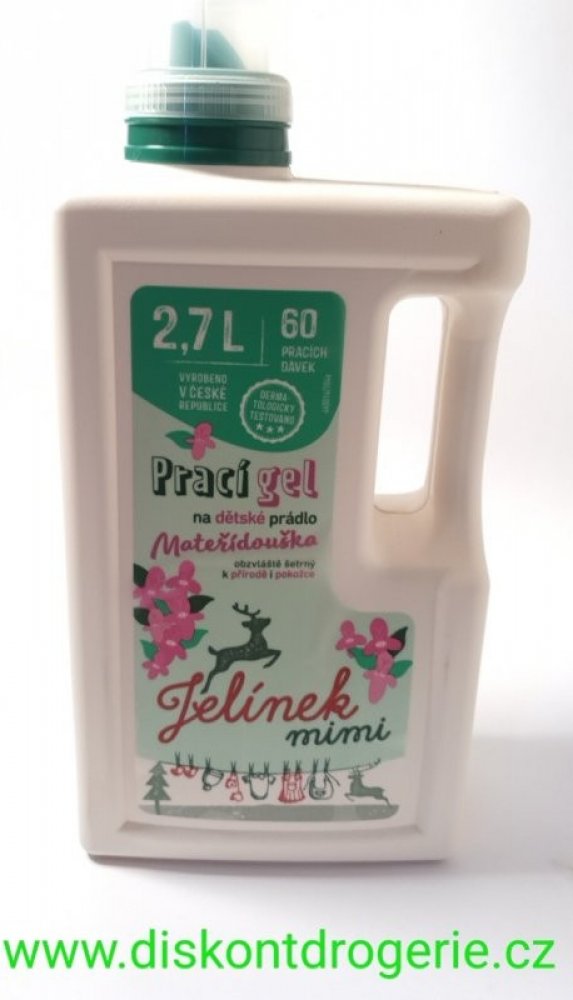 2,7 L
60
PRACÍCH
DÁVEK
VYROBENO
V ČESKÉ
REPUBLICE
DERMA
TOLOGICKY
TESTOVÁNO
Prací gel
na dětské prádlo
Mateřídouška
obzvláště šetrný
k přírodě i pokožce
Jelínek
mimi
www.diskontdrogerie.cz